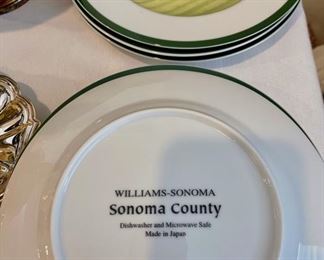 WILLIAMS-SONOMA
Sonoma County
Dishwasher and Microwave Safe
Made in Japan